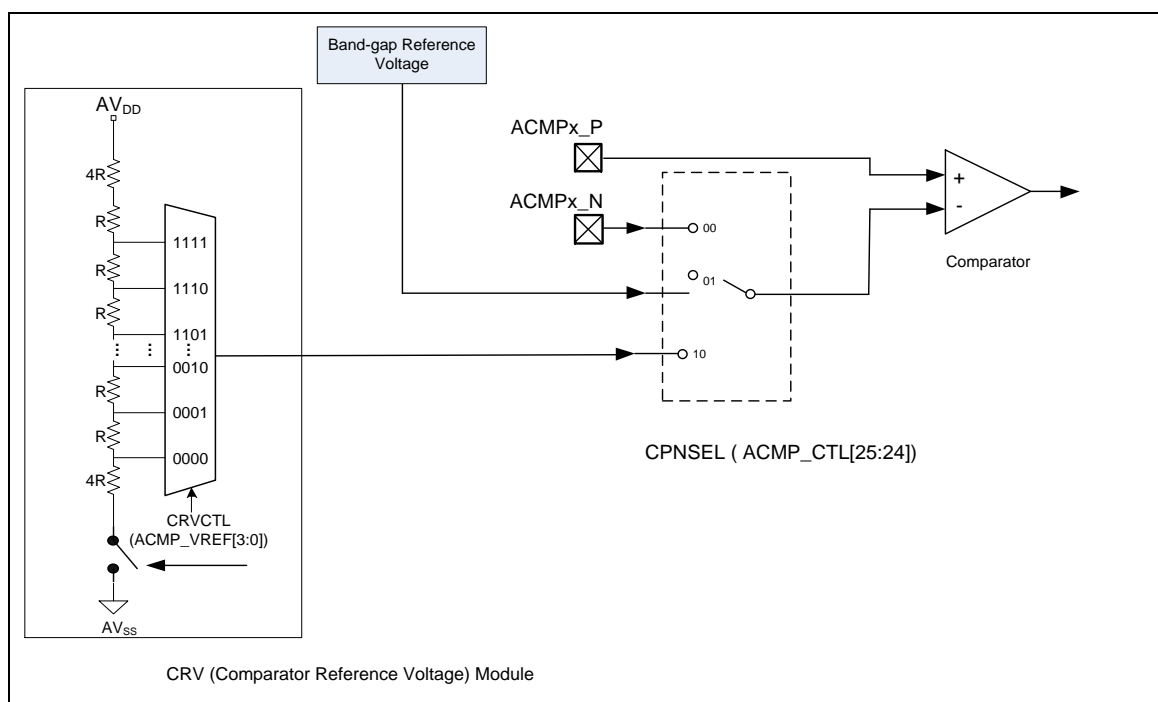 Band-gap Reference
Voltage
AVDD
4R
R
R
R
R
R
4R
1111
1110
1101
⋮ ⋮ ⋮
0010
0001
0000
CRVCTL
(ACMP_VREF[3:0])
AVSS
CRV (Comparator Reference Voltage) Module
ACMPx_P
ACMPx_N
00
01
10
CPNSEL ( ACMP_CTL[25:24])
+
-
Comparator